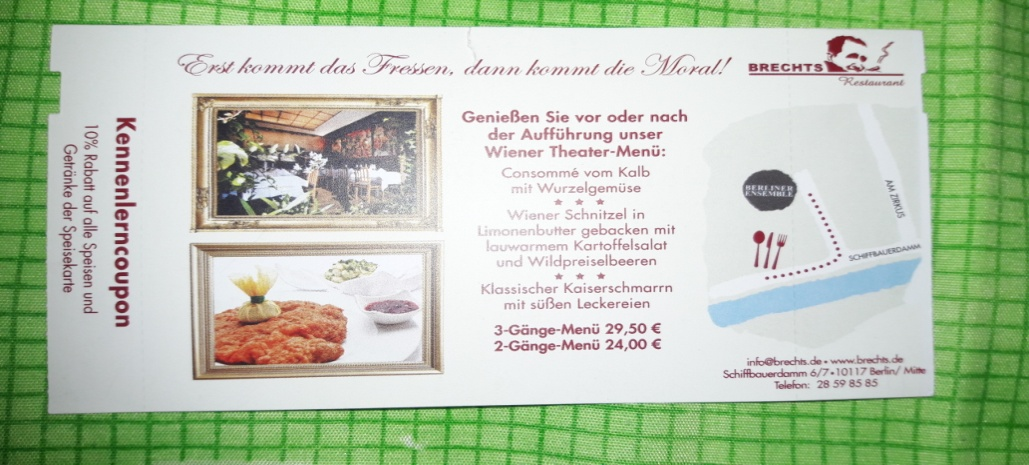 Erst kommt das Fressen, dann kommt die Moral!
BRECHTS
Restaurant
Kennenlerncoupon
10% Rabatt auf alle Speisen und
Getränke der Speisekarte
Genießen Sie vor oder nach
der Aufführung unser
Wiener Theater-Menü:
Consommé vom Kalb
mit Wurzelgemüse
* * *
Wiener Schnitzel in
Limonenbutter gebacken mit
lauwarmem Kartoffelsalat
und Wildpreiselbeeren
* * *
Klassischer Kaiserschmarrn
mit süßen Leckereien
3-Gänge-Menü 29,50 €
2-Gänge-Menü 24,00 €
BERLINER
ENSEMBLE
AM ZIRKUS
SCHIFFBAUERDAMM
info@brechts.de • www.brechts.de
Schiffbauerdamm 6/7 • 10117 Berlin/ Mitte
Telefon: 28 59 85 85